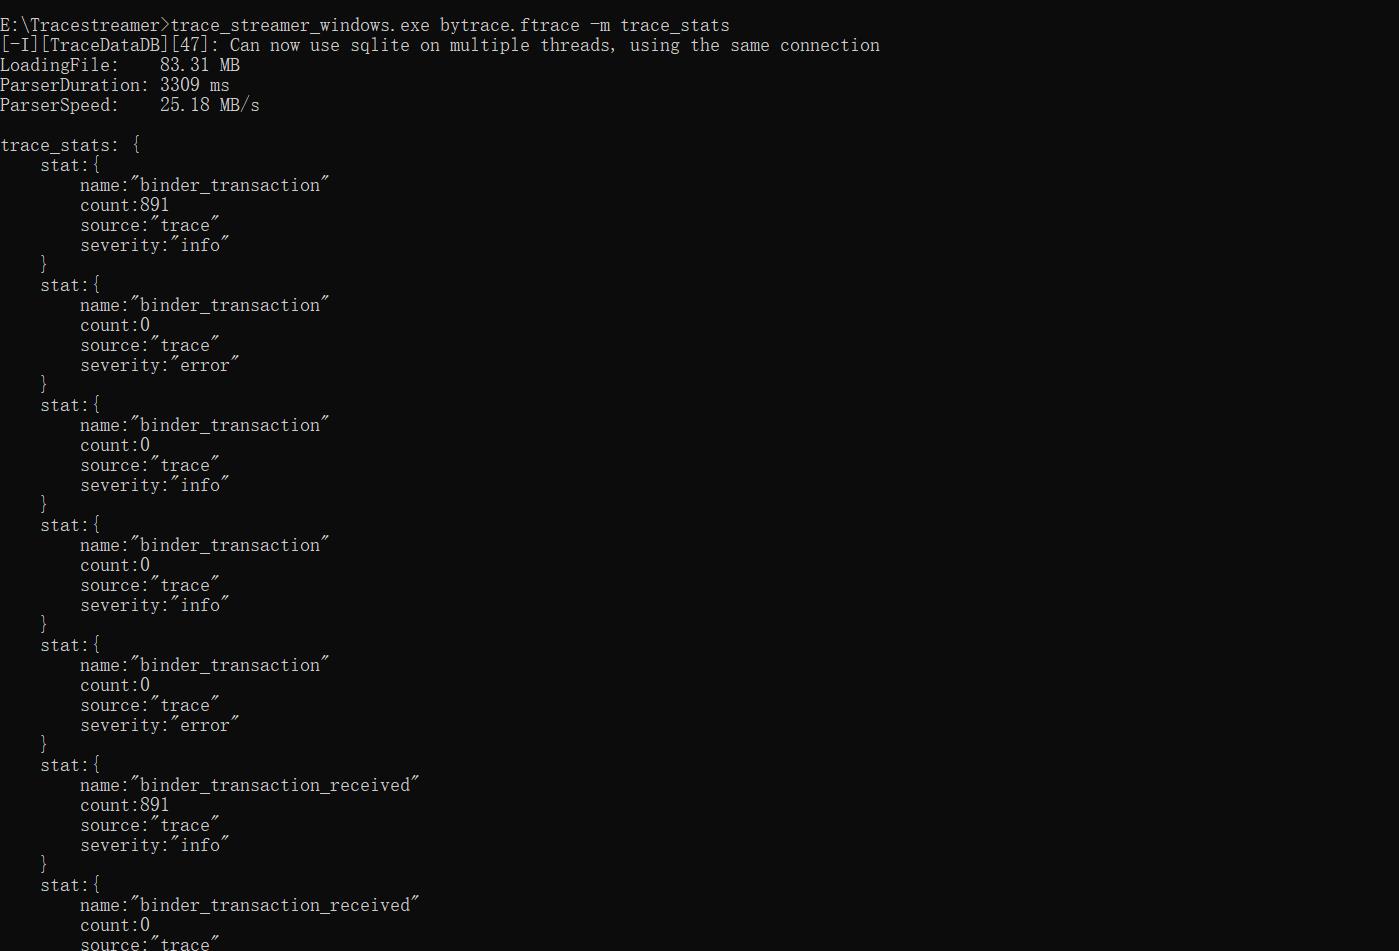 E:\Tracestreamer>trace_streamer_windows.exe bytrace.ftrace -m trace_stats
[-I][TraceDataDB][47]: Can now use sqlite on multiple threads, using the same connection
LoadingFile:    83.31 MB
ParserDuration: 3309 ms
ParserSpeed:    25.18 MB/s

trace_stats: {
    stat:{
        name:"binder_transaction"
        count:891
        source:"trace"
        severity:"info"
    }
    stat:{
        name:"binder_transaction"
        count:0
        source:"trace"
        severity:"error"
    }
    stat:{
        name:"binder_transaction"
        count:0
        source:"trace"
        severity:"info"
    }
    stat:{
        name:"binder_transaction"
        count:0
        source:"trace"
        severity:"info"
    }
    stat:{
        name:"binder_transaction"
        count:0
        source:"trace"
        severity:"error"
    }
    stat:{
        name:"binder_transaction_received"
        count:891
        source:"trace"
        severity:"info"
    }
    stat:{
        name:"binder_transaction_received"
        count:0
        source:"trace"